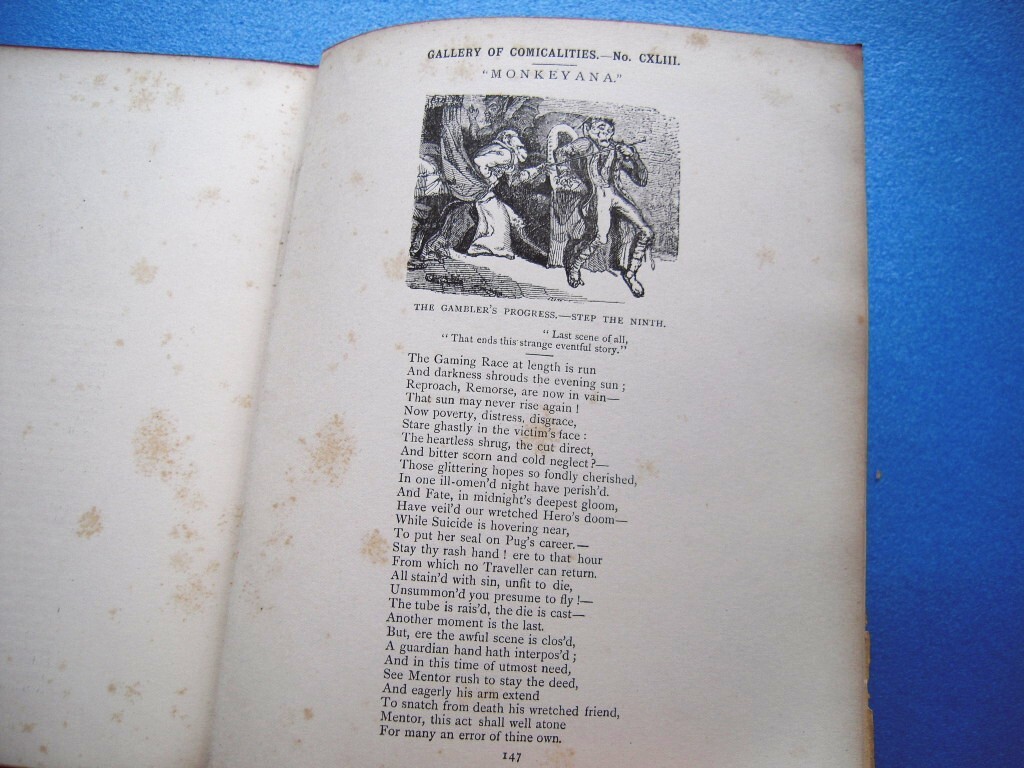 GALLERY OF COMICALITIES.—No. CXLIII.
"MONKEYANA."
THE GAMBLER'S PROGRESS.—STEP THE NINTH.
"Last scene of all,
"That ends this strange eventful story."
The Gaming Race at length is run
And darkness shrouds the evening sun;
Reproach, Remorse, are now in vain—
That sun may never rise again!
Now poverty, distress, disgrace,
Stare ghastly in the victim's face:
The heartless shrug, the cut direct,
And bitter scorn and cold neglect?—
Those glittering hopes so fondly cherished,
In one ill-omen'd night have perish'd.
And Fate, in midnight's deepest gloom,
Have veil'd our wretched Hero's doom—
While Suicide is hovering near,
To put her seal on Pug's career.—
Stay thy rash hand! ere to that hour
From which no Traveller can return.
All stain'd with sin, unfit to die,
Unsummon'd you presume to fly!—
The tube is rais'd, the die is cast—
Another moment is the last.
But, ere the awful scene is clos'd,
A guardian hand hath interpos'd;
And in this time of utmost need,
See Mentor rush to stay the deed,
And eagerly his arm extend
To snatch from death his wretched friend,
Mentor, this act shall well atone
For many an error of thine own.
147